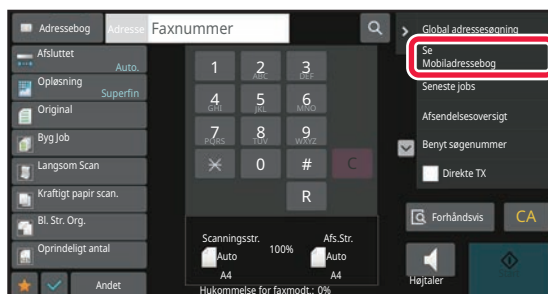 Adressebog
Adresse
Faxnummer
Afsluttet
Auto.
Opløsning
Superfin
Original
Byg Job
Langsom Scan
Kraftigt papir scan.
Bl. Str. Org.
Oprindeligt antal
Andet
1
2
ABC
3
DEF
4
GHI
5
JKL
6
MNO
7
PQRS
8
TUV
9
WXYZ
0
#
C
R
Scanningsstr.
Auto
A4
100%
Afs.Str.
Auto
A4
Hukommelse for faxmodt.: 0%
Global adressesøgning
Se
Mobiladressebog
Seneste jobs
Afsendelsesoversigt
Benyt søgenummer
Direkte TX
Forhåndsvis
CA
Højtaler